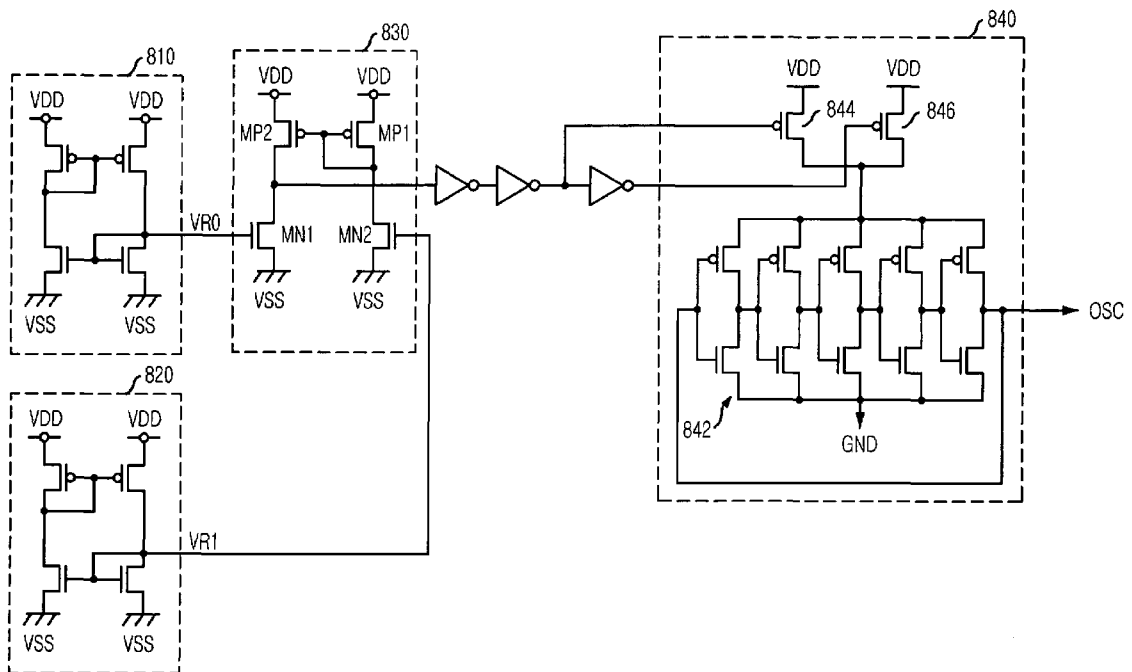 810
VDD
VDD
VR0
VSS
VSS
830
VDD
VDD
MP2
MP1
MN1
MN2
VSS
VSS
840
VDD
VDD
844
846
OSC
842
GND
820
VDD
VDD
VR1
VSS
VSS